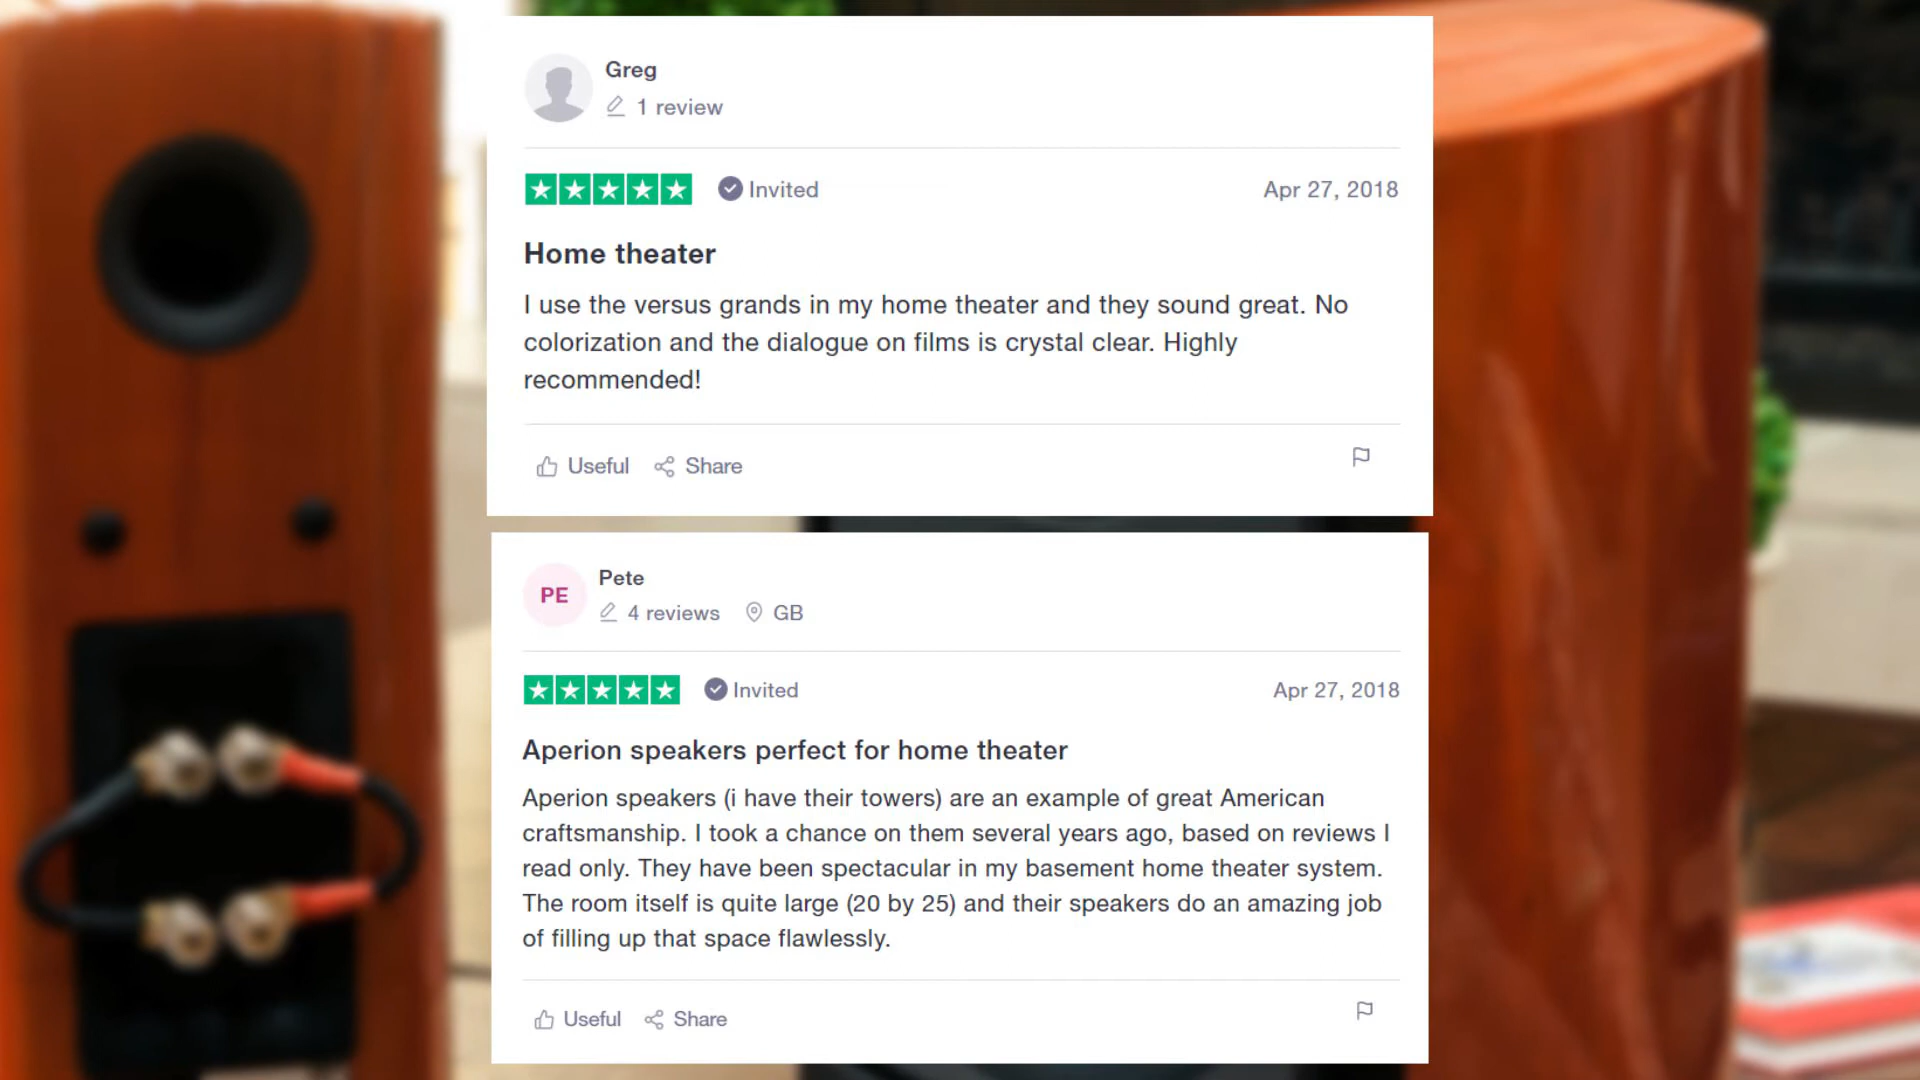 Greg
1 review
Invited
Apr 27, 2018
Home theater
I use the versus grands in my home theater and they sound great. No
colorization and the dialogue on films is crystal clear. Highly
recommended!
Useful
Share
PE
Pete
4 reviews
GB
Invited
Apr 27, 2018
Aperion speakers perfect for home theater
Aperion speakers (i have their towers) are an example of great American
craftsmanship. I took a chance on them several years ago, based on reviews I
read only. They have been spectacular in my basement home theater system.
The room itself is quite large (20 by 25) and their speakers do an amazing job
of filling up that space flawlessly.
Useful
Share